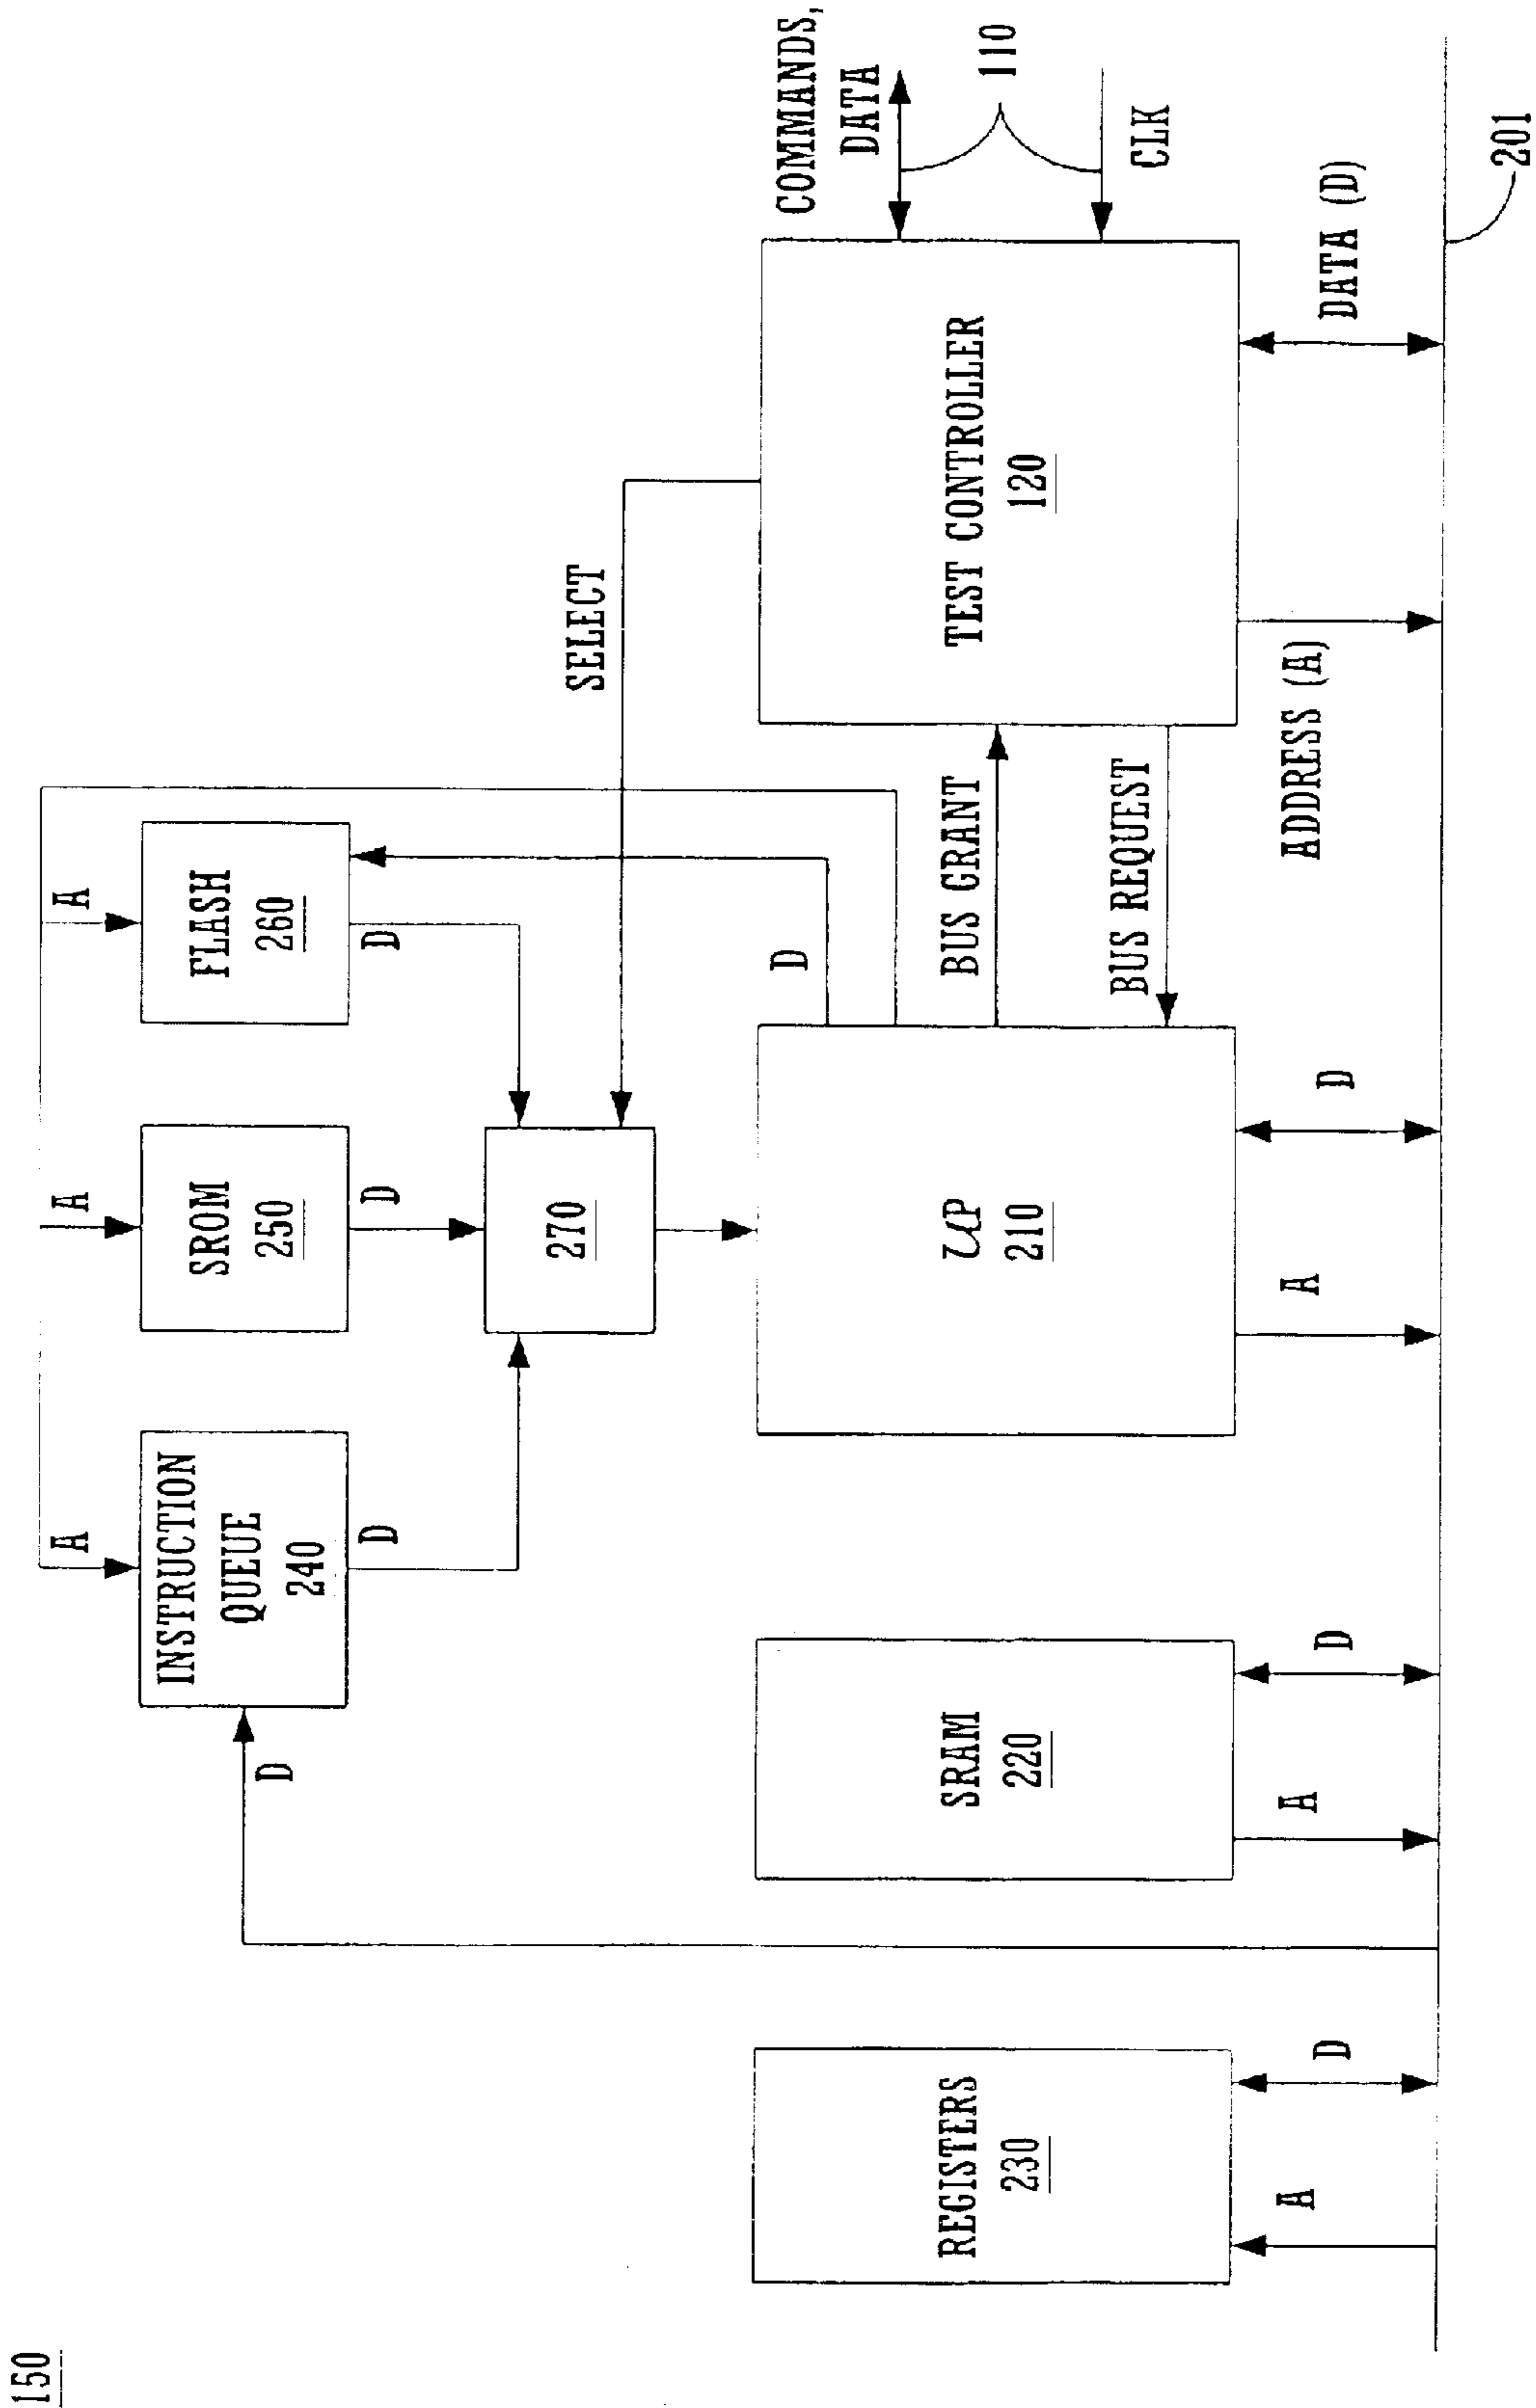 150
A
A
A
INSTRUCTION
QUEUE
240
SROM
250
FLASH
260
D
D
D
D
270
SELECT
D
COMMANDS,
DATA
110
CLK
REGISTERS
230
SRAM
220
UP
210
BUS GRANT
BUS REQUEST
TEST CONTROLLER
120
A
D
A
D
A
D
ADDRESS (A)
DATA (D)
201